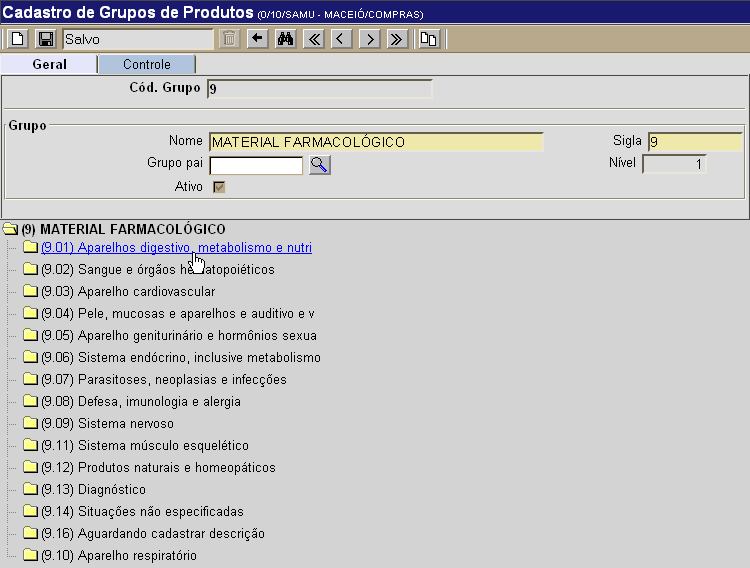 Cadastro de Grupos de Produtos (0/10/SAMU - MACEIÓ/COMPRAS)
Salvo
Geral Controle
Cód. Grupo 9
Grupo
Nome MATERIAL FARMACOLÓGICO Sigla 9
Grupo pai Nível 1
Ativo
(9) MATERIAL FARMACOLÓGICO
(9.01) Aparelhos digestivo, metabolismo e nutri
(9.02) Sangue e órgãos hematopoiéticos
(9.03) Aparelho cardiovascular
(9.04) Pele, mucosas e aparelhos e auditivo e v
(9.05) Aparelho geniturinário e hormônios sexua
(9.06) Sistema endócrino, inclusive metabolismo
(9.07) Parasitoses, neoplasias e infecções
(9.08) Defesa, imunologia e alergia
(9.09) Sistema nervoso
(9.11) Sistema músculo esquelético
(9.12) Produtos naturais e homeopáticos
(9.13) Diagnóstico
(9.14) Situações não especificadas
(9.16) Aguardando cadastrar descrição
(9.10) Aparelho respiratório